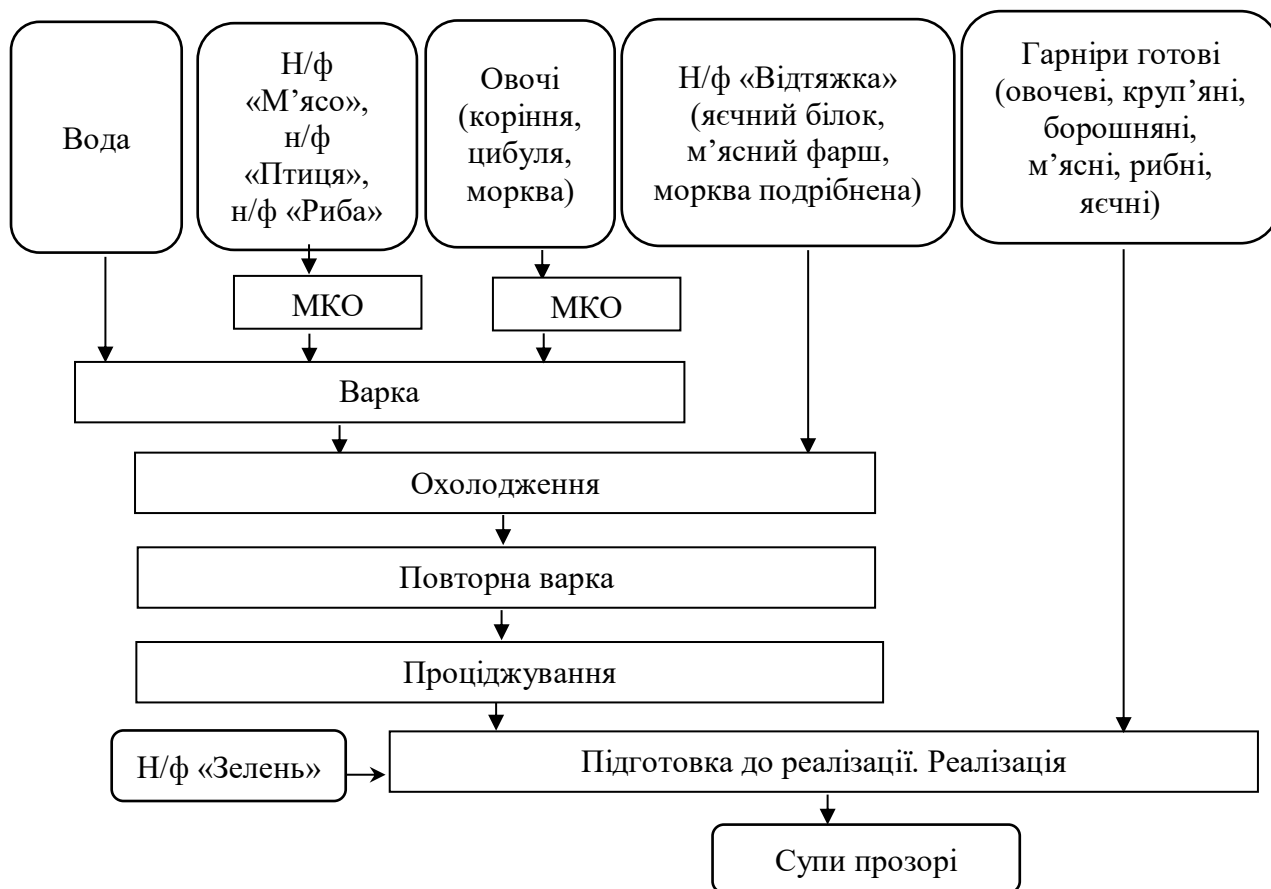 Вода
Н/ф
«М’ясо»,
н/ф
«Птиця»,
н/ф «Риба»
Овочі
(коріння,
цибуля,
морква)
Н/ф «Відтяжка»
(яєчний білок,
м’ясний фарш,
морква подрібнена)
Гарніри готові
(овочеві, круп’яні,
борошняні,
м’ясні, рибні,
яєчні)
МКО
МКО
Варка
Охолодження
Повторна варка
Проціджування
Н/ф «Зелень»
Підготовка до реалізації. Реалізація
Супи прозорі